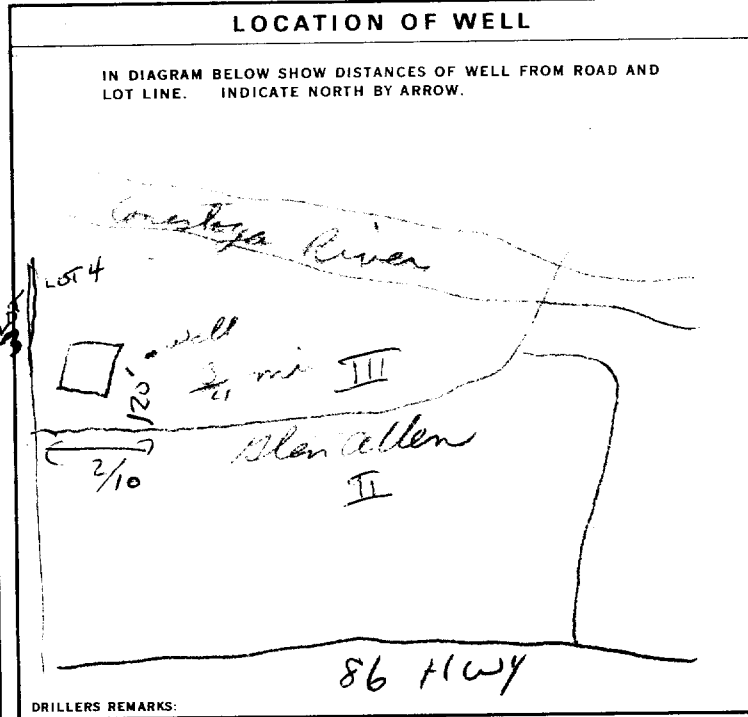 LOCATION OF WELL
IN DIAGRAM BELOW SHOW DISTANCES OF WELL FROM ROAD AND
LOT LINE. INDICATE NORTH BY ARROW.
Conestoga River
LOT 4
well
120'
3/4 mi III
2/10
Glen Allen
II
86 HWY
DRILLERS REMARKS: